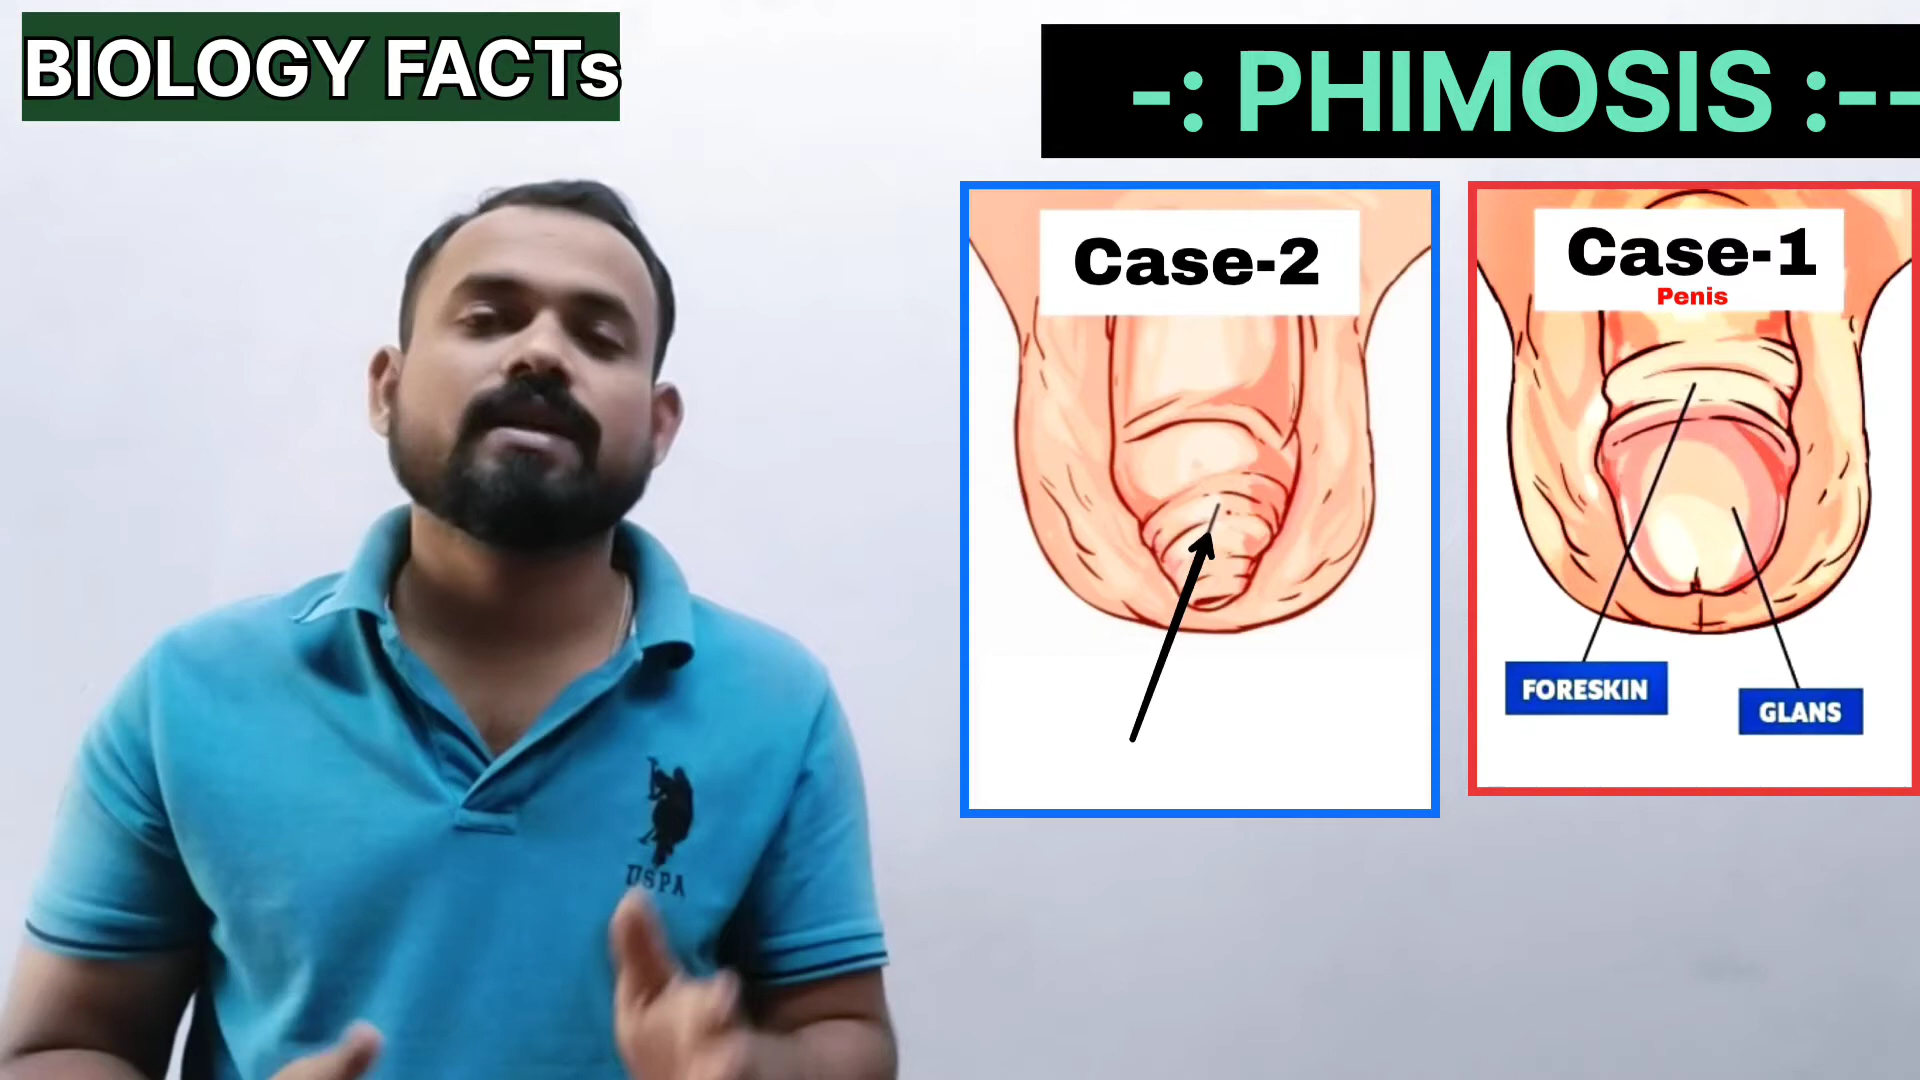 BIOLOGY FACTs
-: PHIMOSIS :--
Case-2
Case-1
Penis
FORESKIN
GLANS
USPA